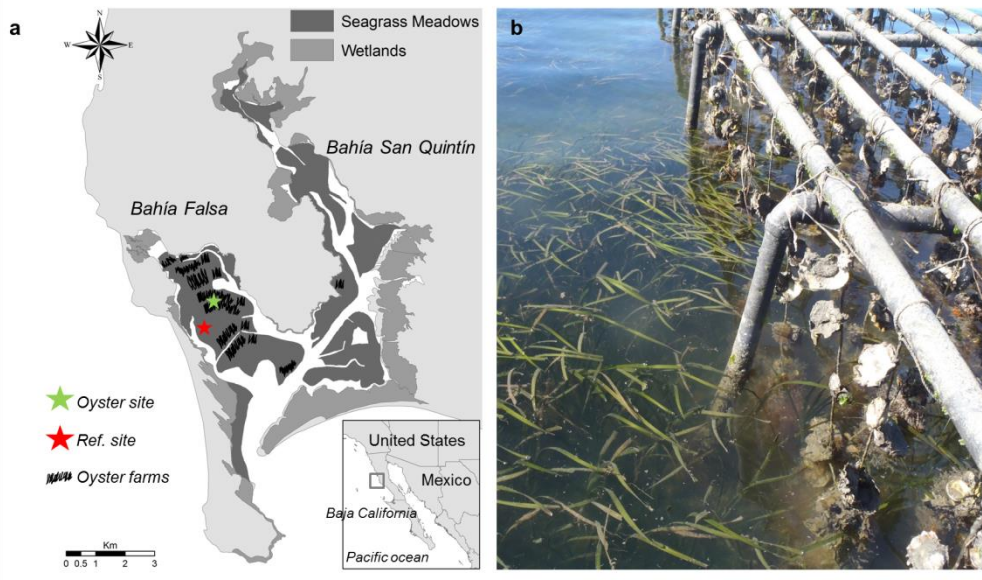 a
N
W
E
S
Seagrass Meadows
Wetlands
Bahía San Quintín
Bahía Falsa
Oyster site
Ref. site
Oyster farms
Km
0 0.5 1 2 3
United States
Mexico
Baja California
Pacific ocean
b